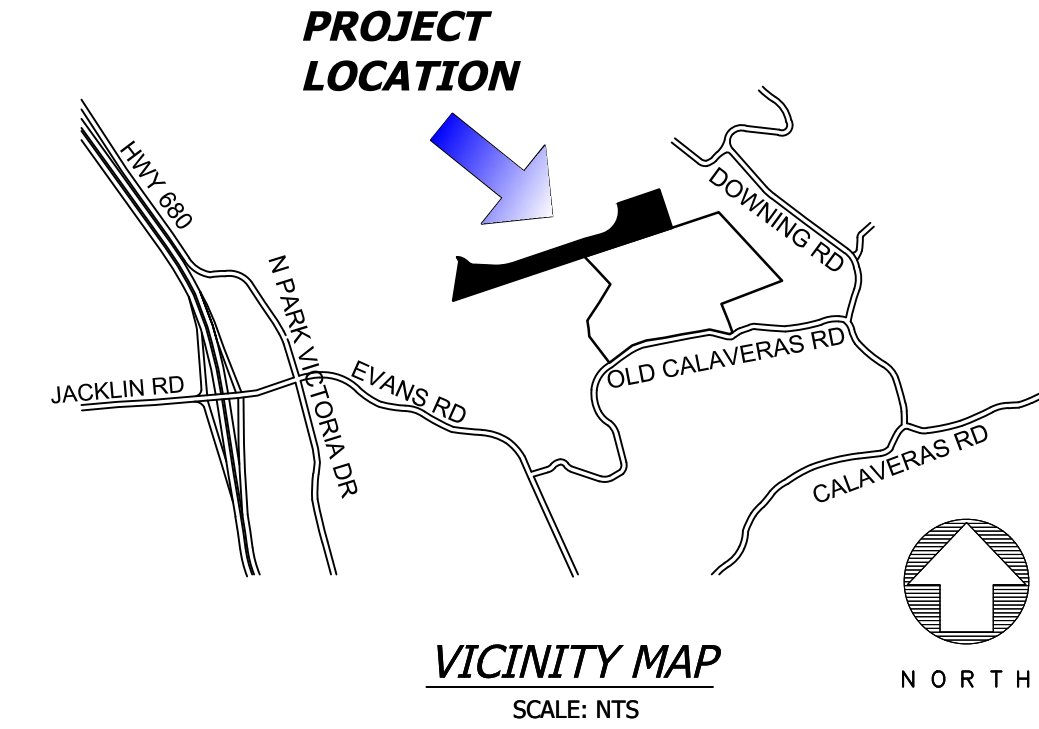 PROJECT
LOCATION
HWY 680
DOWNING RD
N PARK VICTORIA DR
OLD CALAVERAS RD
JACKLIN RD
EVANS RD
CALAVERAS RD
VICINITY MAP
SCALE: NTS
NORTH